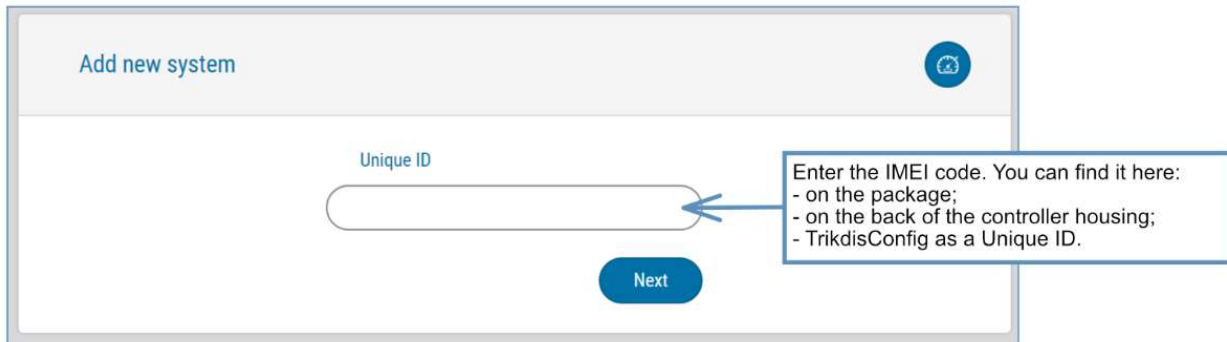 Add new system
Unique ID
Enter the IMEI code. You can find it here:
- on the package;
- on the back of the controller housing;
- TrikdisConfig as a Unique ID.
Next